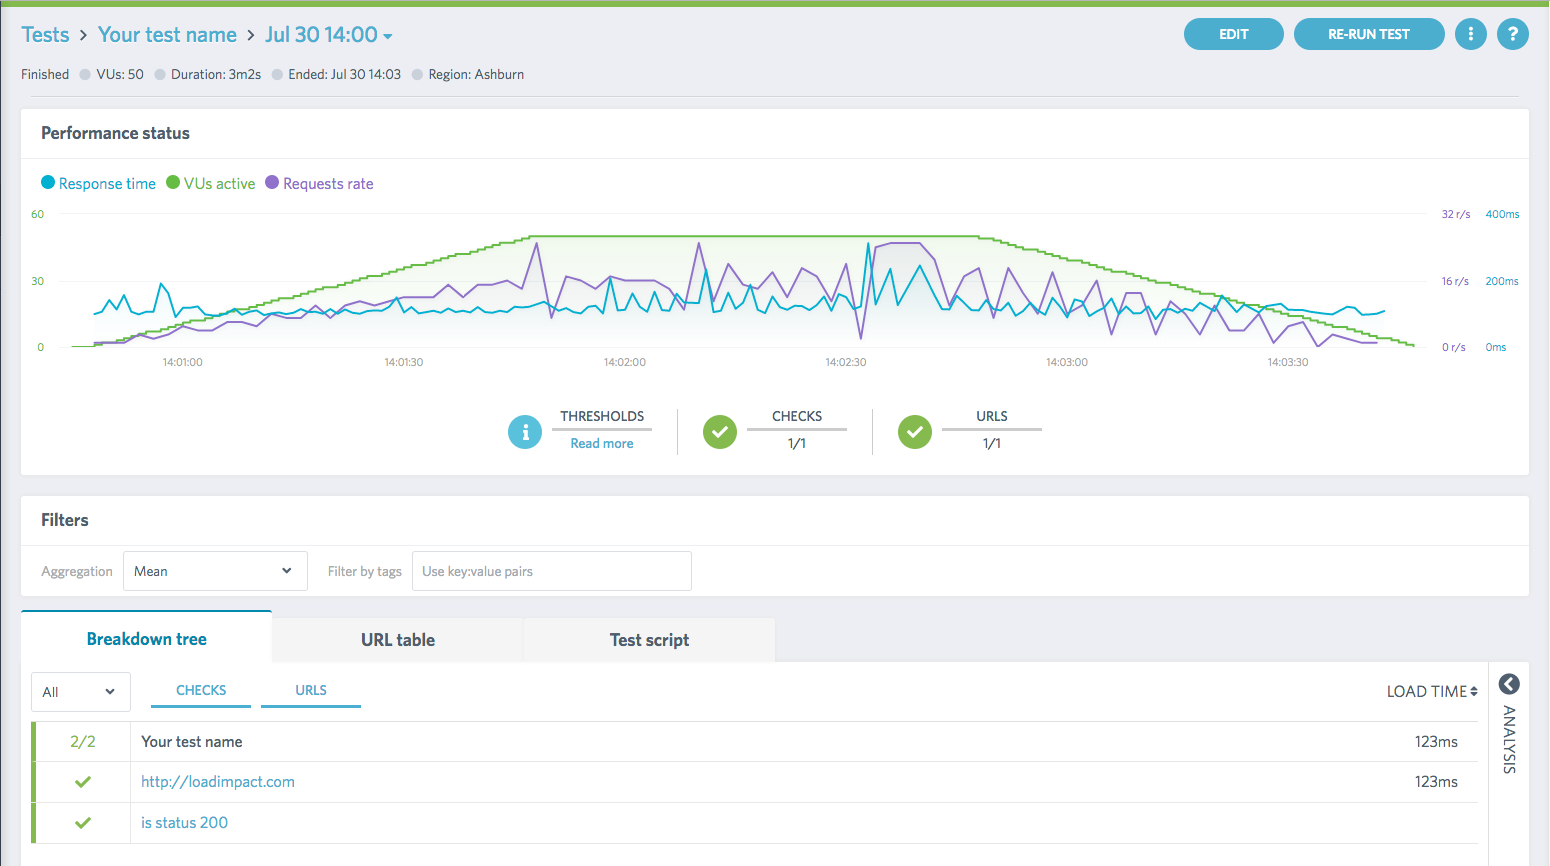 Tests > Your test name > Jul 30 14:00
EDIT
RE-RUN TEST
?
Finished VUs: 50 Duration: 3m2s Ended: Jul 30 14:03 Region: Ashburn
Performance status
Response time VUs active Requests rate
60 32 r/s 400ms
30 16 r/s 200ms
0 0 r/s 0ms
14:01:00 14:01:30 14:02:00 14:02:30 14:03:00 14:03:30
i
THRESHOLDS
Read more
CHECKS
1/1
URLS
1/1
Filters
Aggregation Mean Filter by tags Use key:value pairs
Breakdown tree URL table Test script
All CHECKS URLS LOAD TIME
ANALYSIS
2/2 Your test name 123ms
http://loadimpact.com 123ms
is status 200